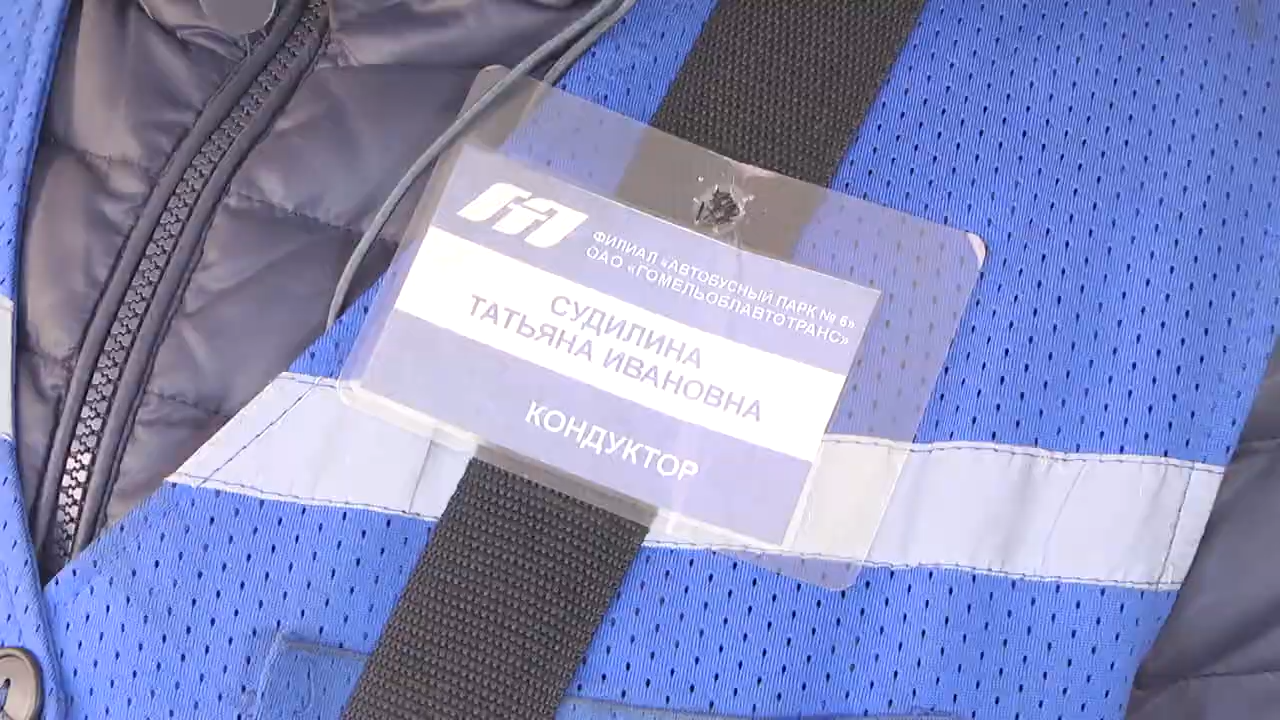 ФИЛИАЛ «АВТОБУСНЫЙ ПАРК № 6»
ОАО «ГОМЕЛЬОБЛАВТОТРАНС»
СУДИЛИНА
ТАТЬЯНА ИВАНОВНА
КОНДУКТОР